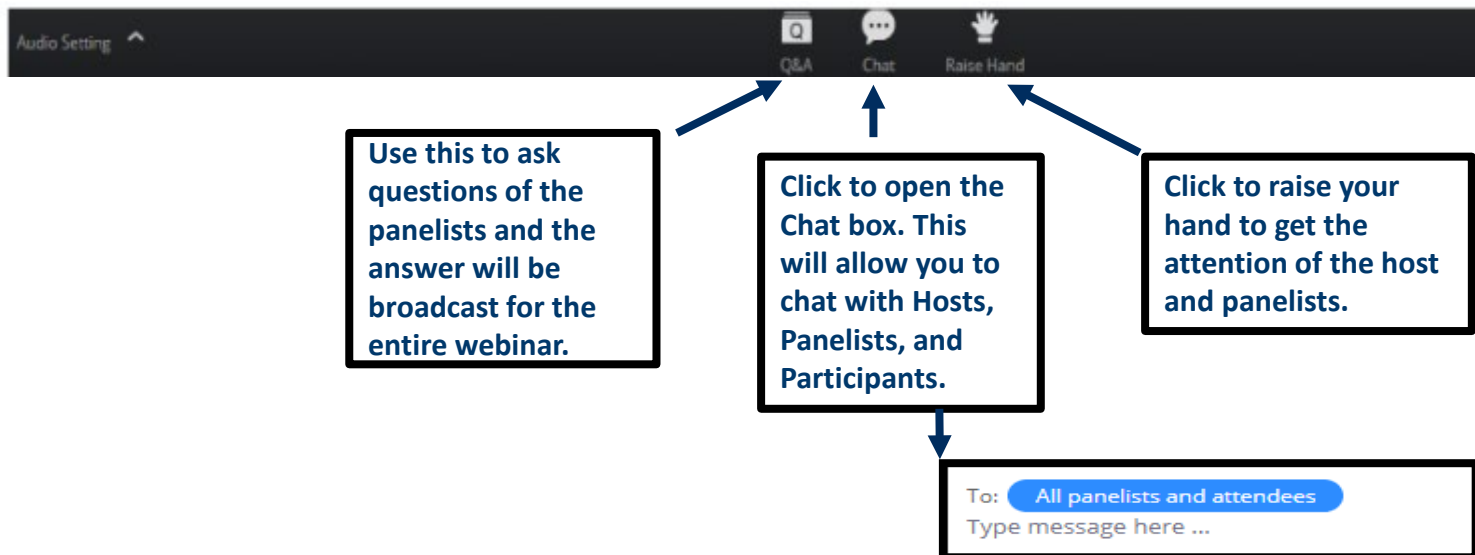 Audio Setting
Q
Q&A
Chat
Raise Hand
Use this to ask
questions of the
panelists and the
answer will be
broadcast for the
entire webinar.
Click to open the
Chat box. This
will allow you to
chat with Hosts,
Panelists, and
Participants.
Click to raise your
hand to get the
attention of the host
and panelists.
To: All panelists and attendees
Type message here ...